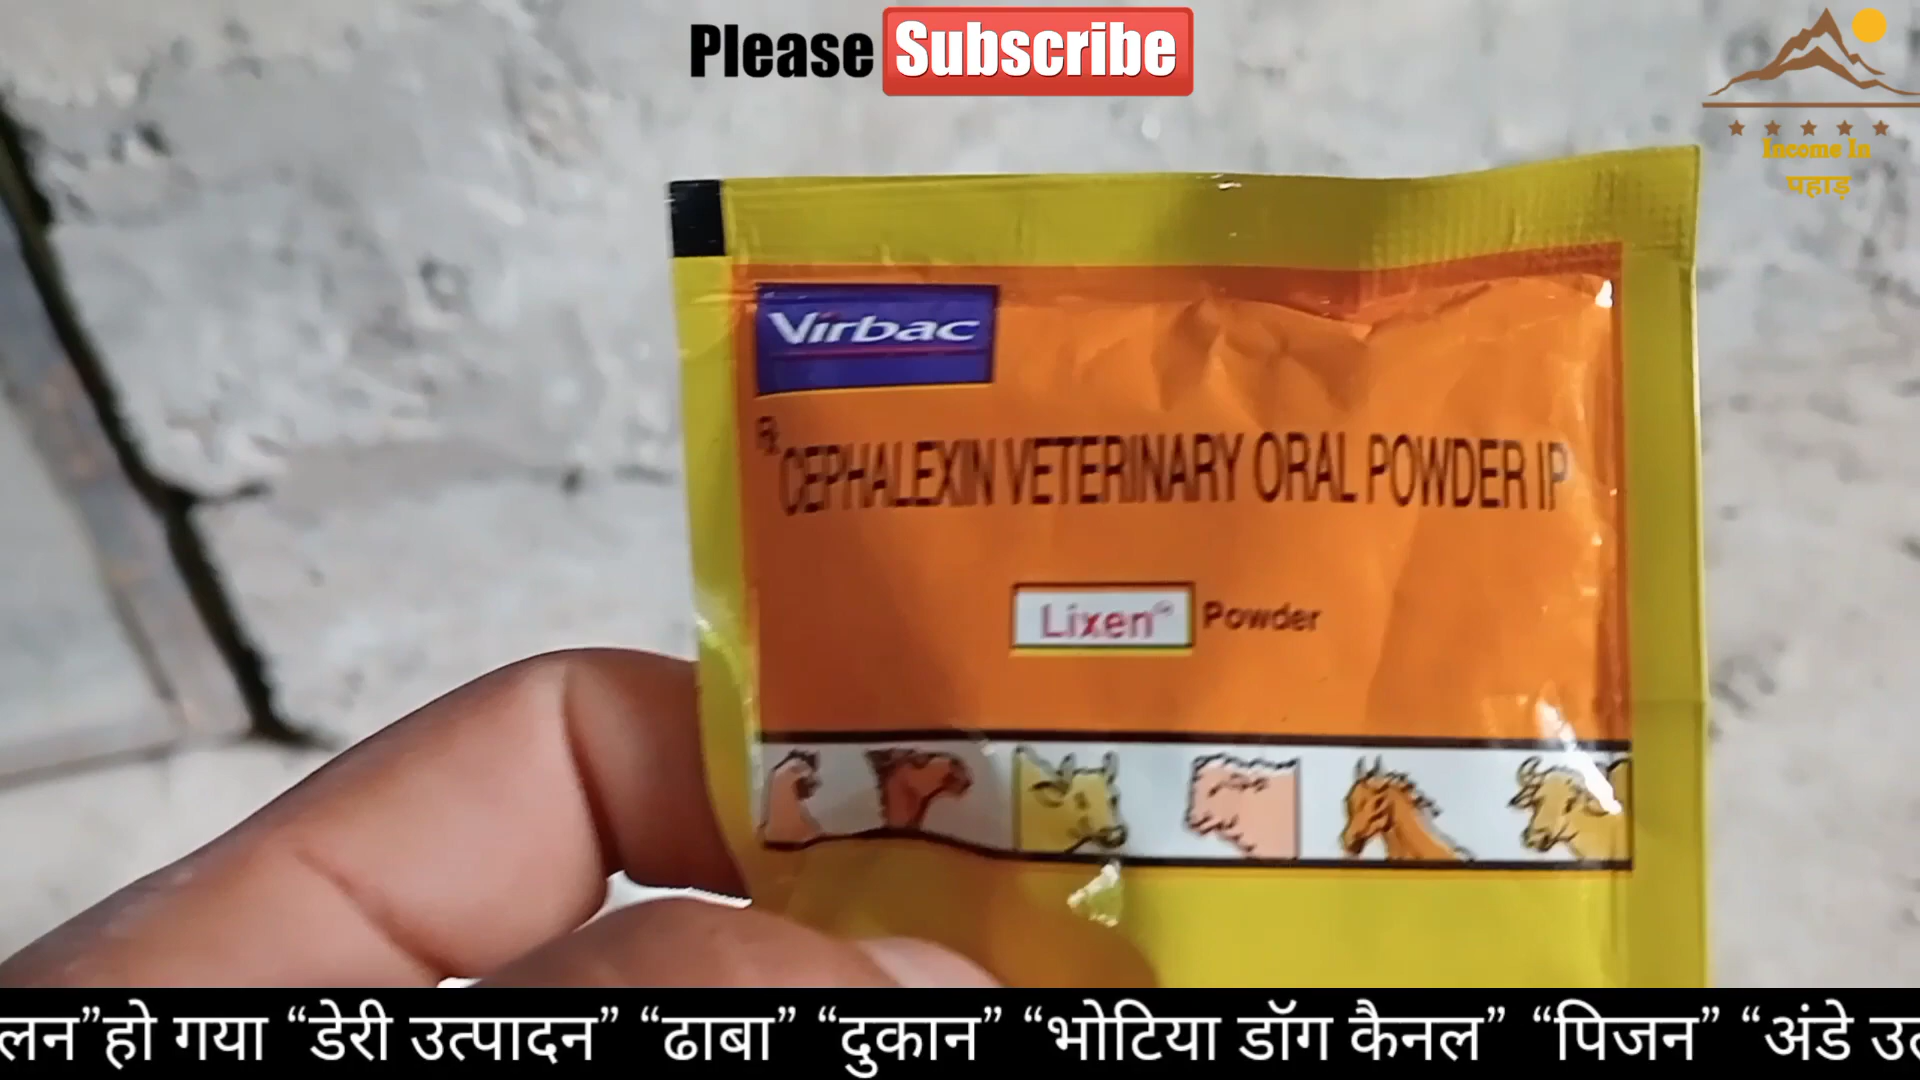 Please Subscribe
Income In
पहाड़
Virbac
Rx
CEPHALEXIN VETERINARY ORAL POWDER IP
Lixen® Powder
लन”हो गया “डेरी उत्पादन” “ढाबा” “दुकान” “भोटिया डॉग कैनल” “पिजन” “अंडे